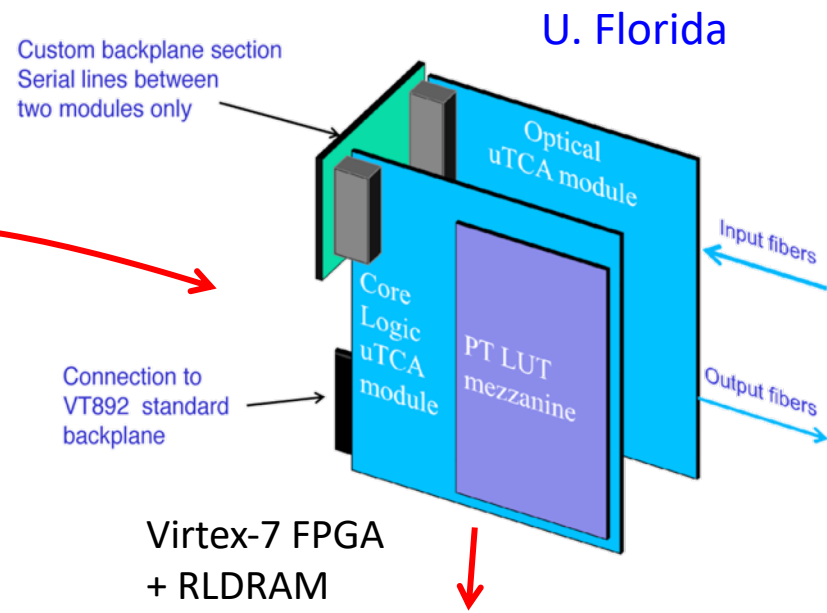 U. Florida
Custom backplane section
Serial lines between
two modules only
Optical
uTCA module
Input fibers
Core
Logic
uTCA
module
PT LUT
mezzanine
Connection to
VT892 standard
backplane
Output fibers
Virtex-7 FPGA
+ RLDRAM